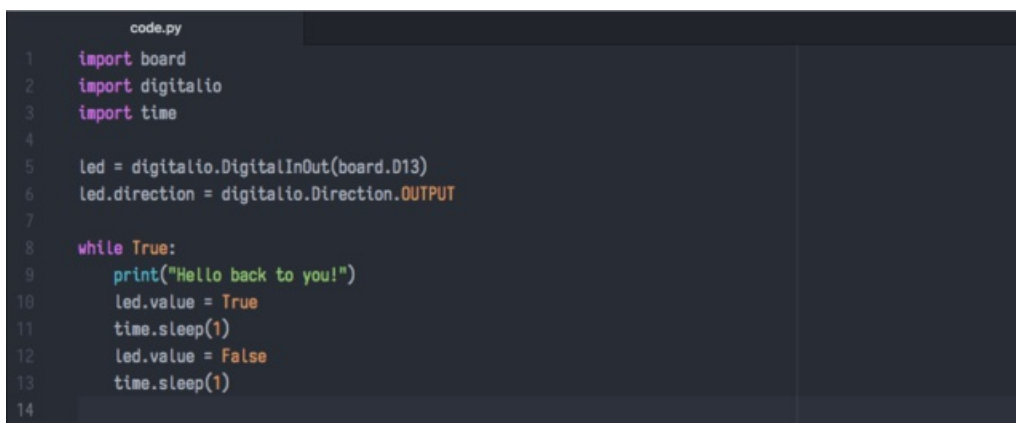 code.py
1 import board
2 import digitalio
3 import time
4
5 led = digitalio.DigitalInOut(board.D13)
6 led.direction = digitalio.Direction.OUTPUT
7
8 while True:
9     print("Hello back to you!")
10     led.value = True
11     time.sleep(1)
12     led.value = False
13     time.sleep(1)
14